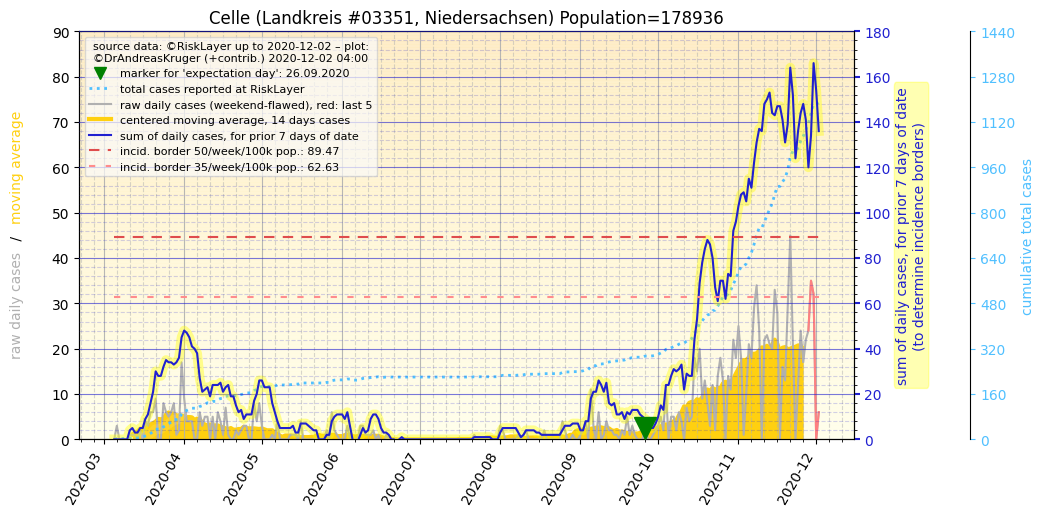 Celle (Landkreis #03351, Niedersachsen) Population=178936
source data: ©RiskLayer up to 2020-12-02 – plot:
©DrAndreasKruger (+contrib.) 2020-12-02 04:00
marker for 'expectation day': 26.09.2020
total cases reported at RiskLayer
raw daily cases (weekend-flawed), red: last 5
centered moving average, 14 days cases
sum of daily cases, for prior 7 days of date
incid. border 50/week/100k pop.: 89.47
incid. border 35/week/100k pop.: 62.63
raw daily cases / moving average
90
80
70
60
50
40
30
20
10
0
2020-03
2020-04
2020-05
2020-06
2020-07
2020-08
2020-09
2020-10
2020-11
2020-12
180
160
140
120
100
80
60
40
20
0
sum of daily cases, for prior 7 days of date
(to determine incidence borders)
1440
1280
1120
960
800
640
480
320
160
0
cumulative total cases